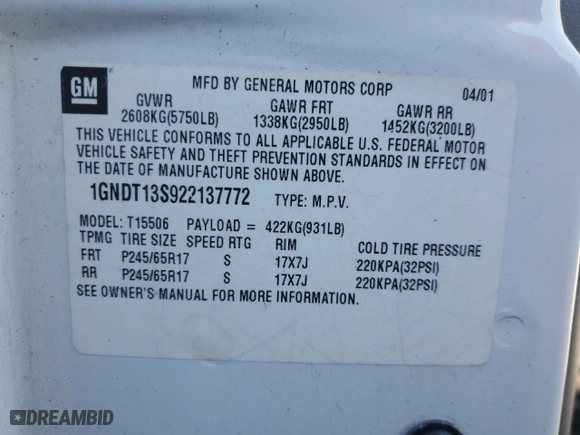 GM
MFD BY GENERAL MOTORS CORP 04/01
GVWR GAWR FRT GAWR RR
2608KG(5750LB) 1338KG(2950LB) 1452KG(3200LB)
THIS VEHICLE CONFORMS TO ALL APPLICABLE U.S. FEDERAL MOTOR
VEHICLE SAFETY AND THEFT PREVENTION STANDARDS IN EFFECT ON
THE DATE OF MANUFACTURE SHOWN ABOVE.
1GNDT13S922137772 TYPE: M.P.V.
MODEL: T15506 PAYLOAD = 422KG(931LB)
TPMG TIRE SIZE SPEED RTG RIM COLD TIRE PRESSURE
FRT P245/65R17 S 17X7J 220KPA(32PSI)
RR P245/65R17 S 17X7J 220KPA(32PSI)
SEE OWNER'S MANUAL FOR MORE INFORMATION.
DREAMBID